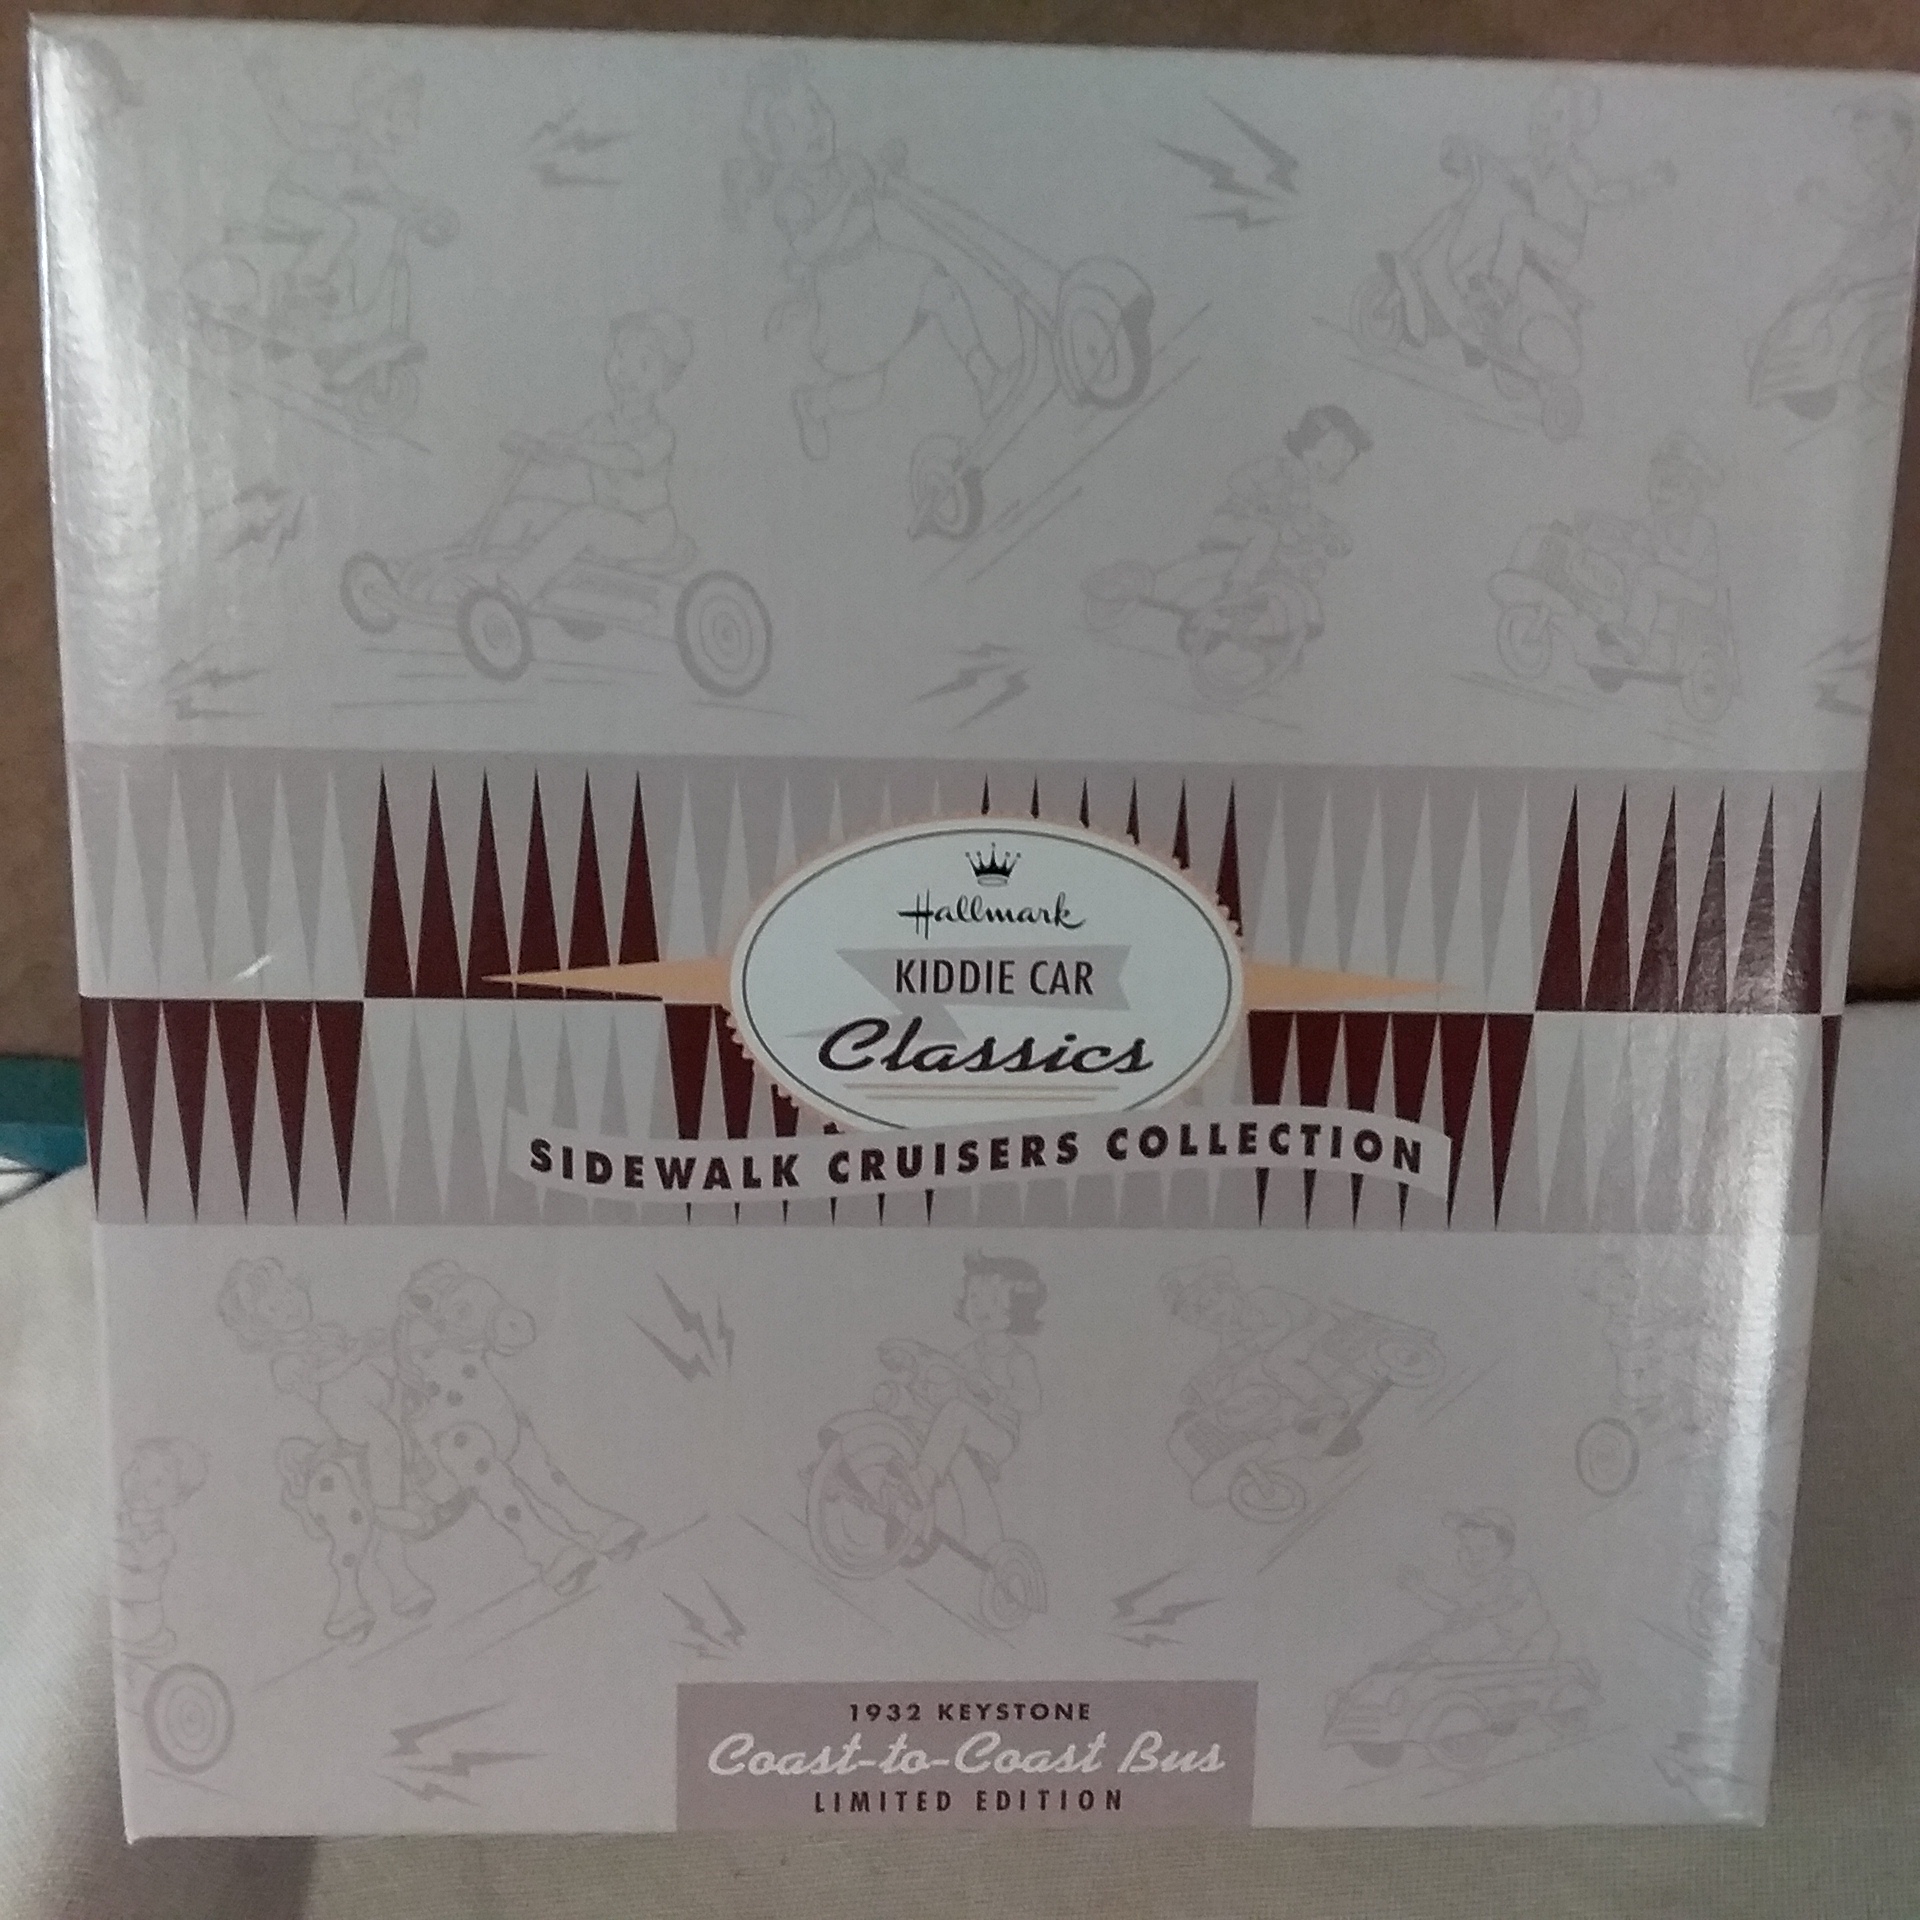 Hallmark
KIDDIE CAR
Classics
SIDEWALK CRUISERS COLLECTION
1932 KEYSTONE
Coast-to-Coast Bus
LIMITED EDITION